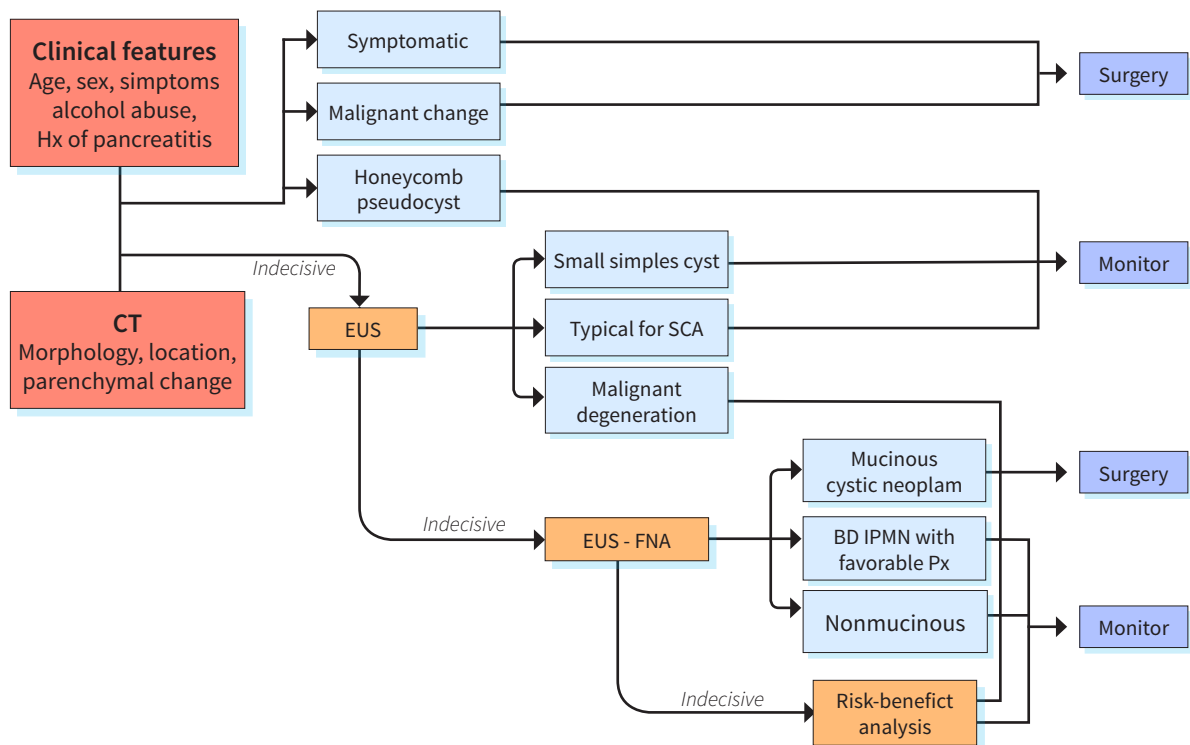 Clinical features
Age, sex, simptoms
alcohol abuse,
Hx of pancreatitis
CT
Morphology, location,
parenchymal change
Symptomatic
Malignant change
Honeycomb
pseudocyst
Surgery
Indecisive
EUS
Small simples cyst
Typical for SCA
Malignant
degeneration
Monitor
Indecisive
EUS - FNA
Mucinous
cystic neoplam
BD IPMN with
favorable Px
Nonmucinous
Surgery
Monitor
Indecisive
Risk-benefict
analysis